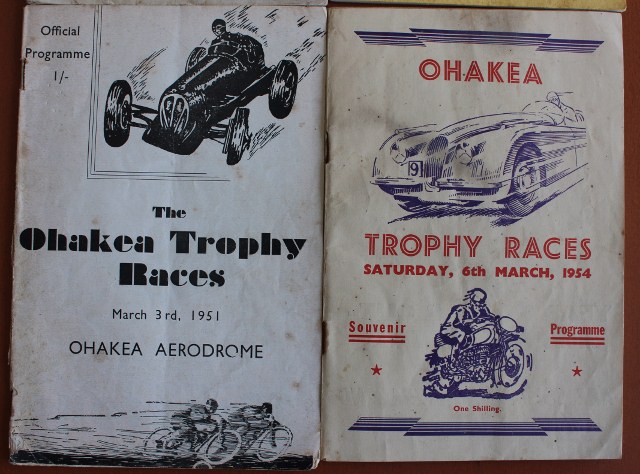 Official
Programme
1/-
The
Ohakea Trophy
Races
March 3rd, 1951
OHAKEA AERODROME
OHAKEA
9
TROPHY RACES
SATURDAY, 6th MARCH, 1954
Souvenir
Programme
One Shilling.